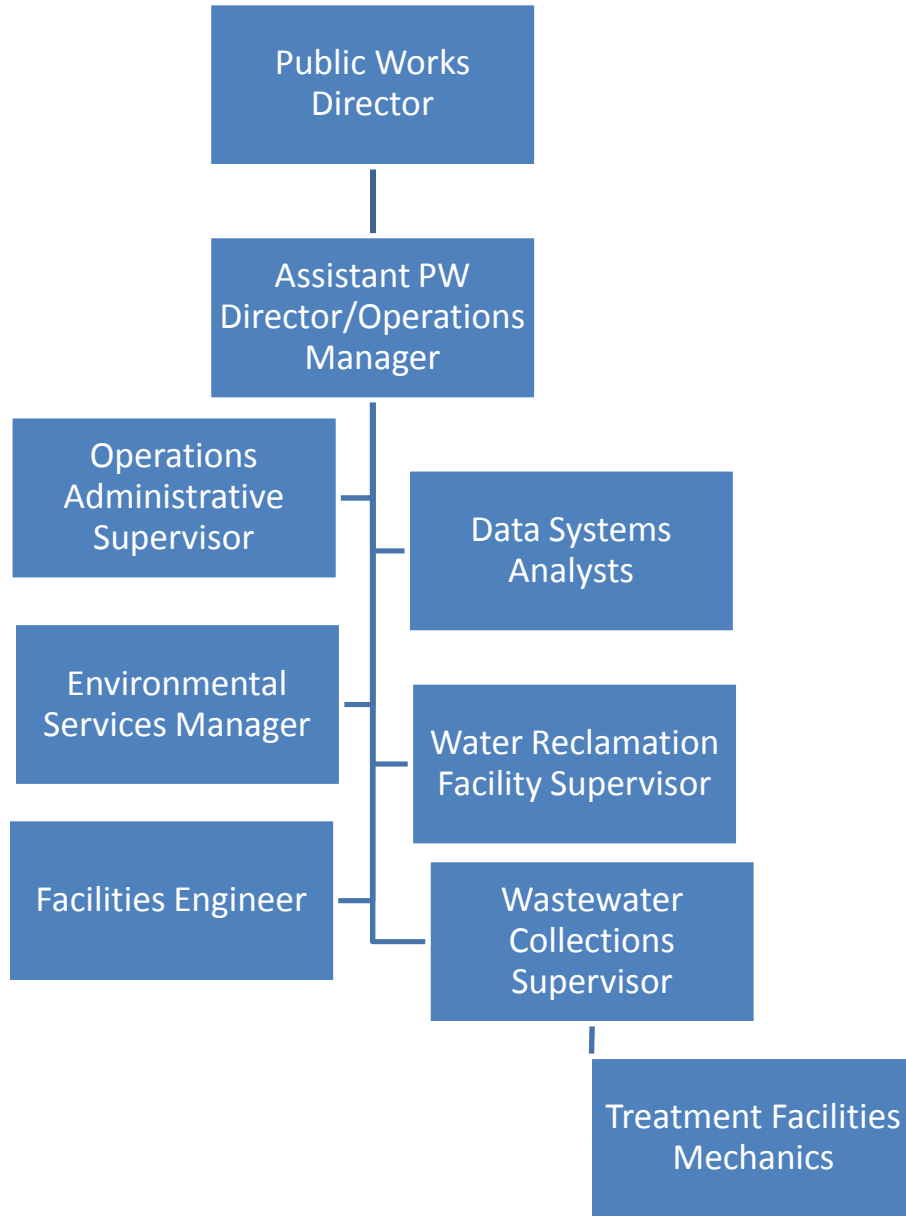 Public Works
Director
Assistant PW
Director/Operations
Manager
Operations
Administrative
Supervisor
Data Systems
Analysts
Environmental
Services Manager
Water Reclamation
Facility Supervisor
Facilities Engineer
Wastewater
Collections
Supervisor
Treatment Facilities
Mechanics